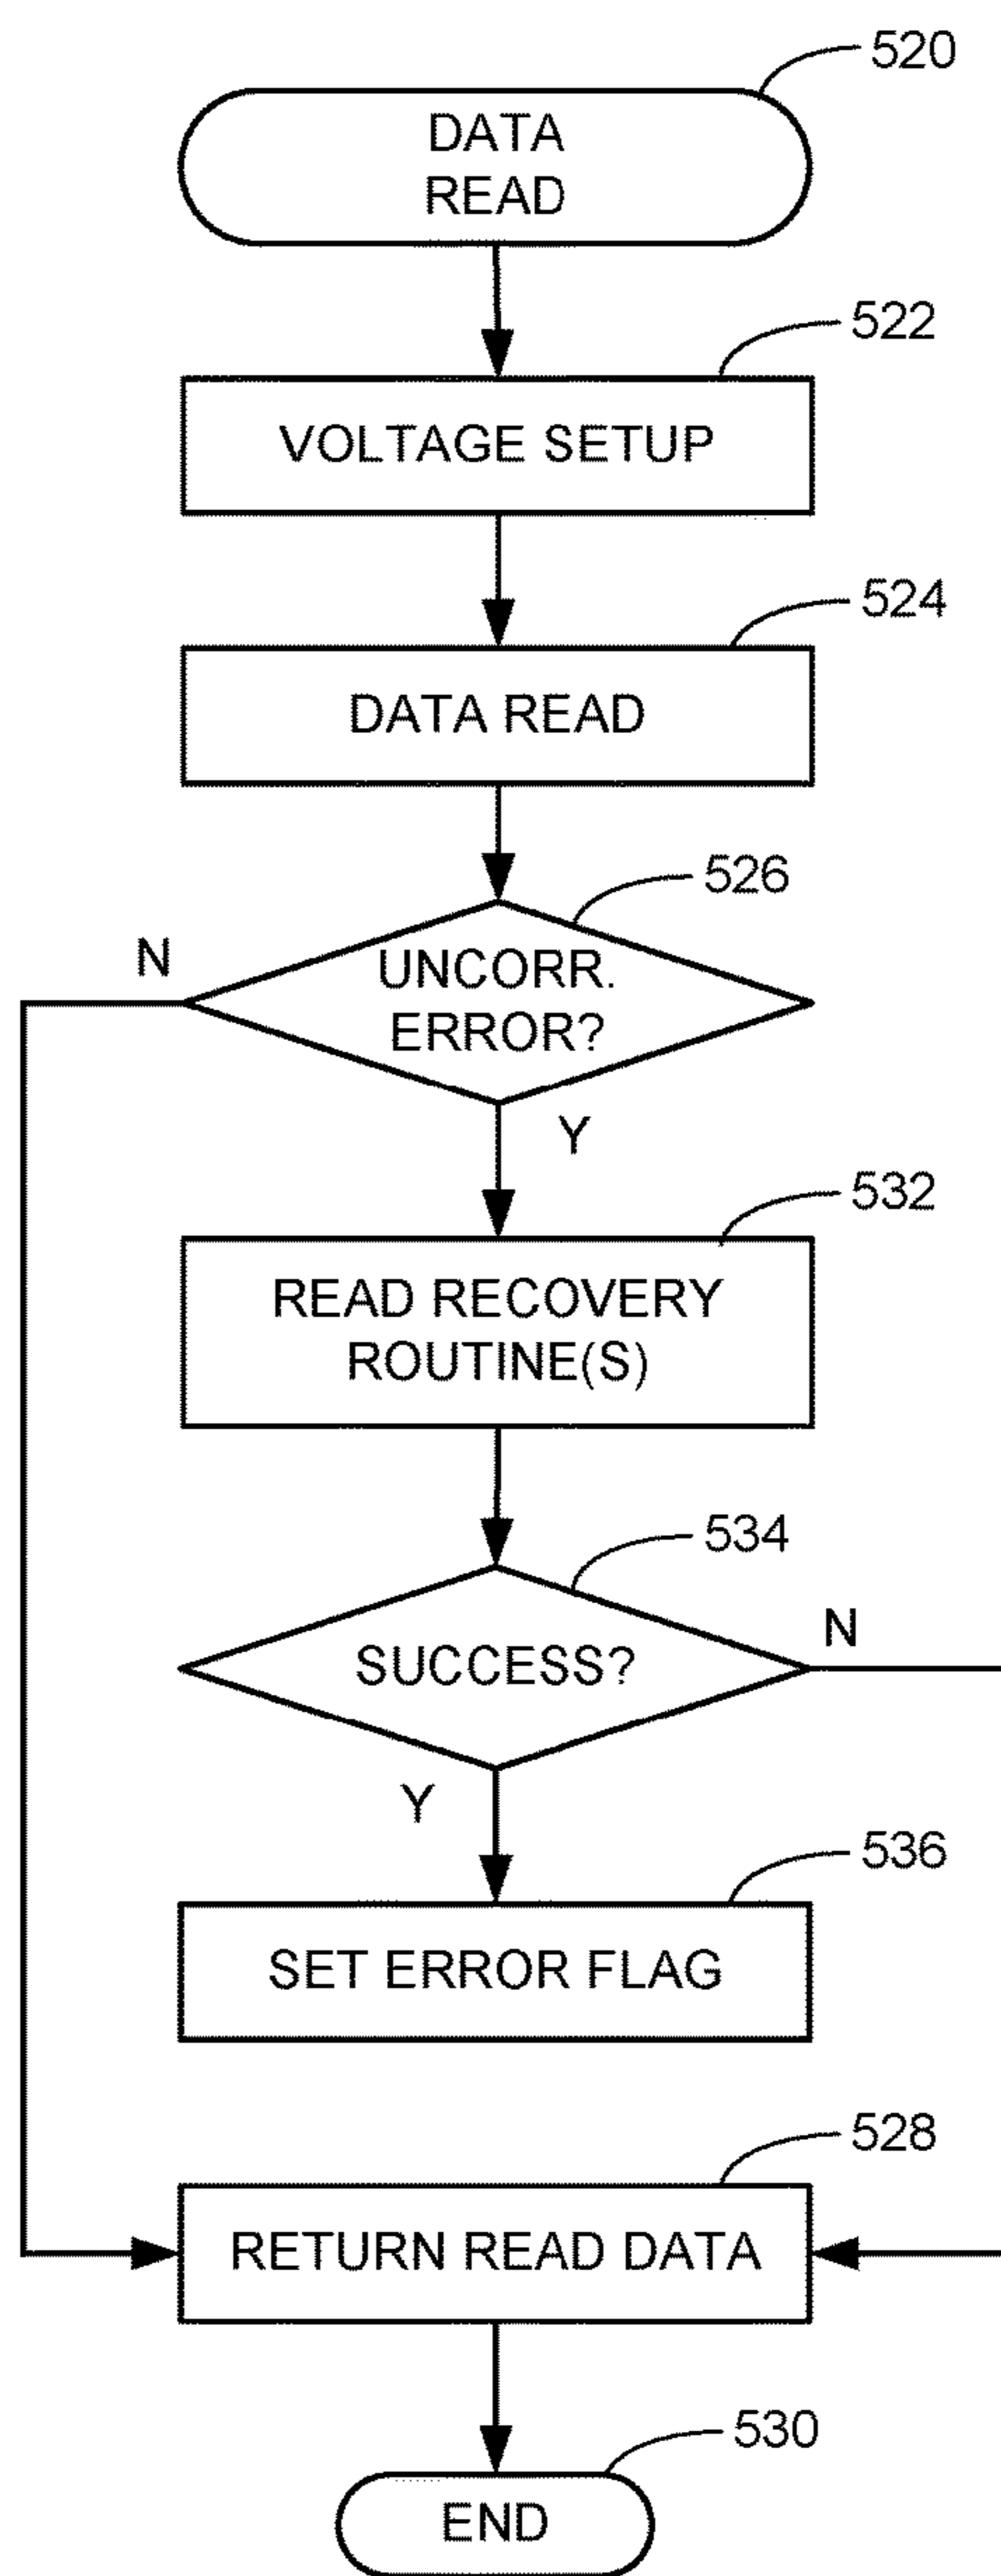 520
DATA
READ
522
VOLTAGE SETUP
524
DATA READ
526
N
UNCORR.
ERROR?
Y
532
READ RECOVERY
ROUTINE(S)
534
N
SUCCESS?
Y
536
SET ERROR FLAG
528
RETURN READ DATA
530
END